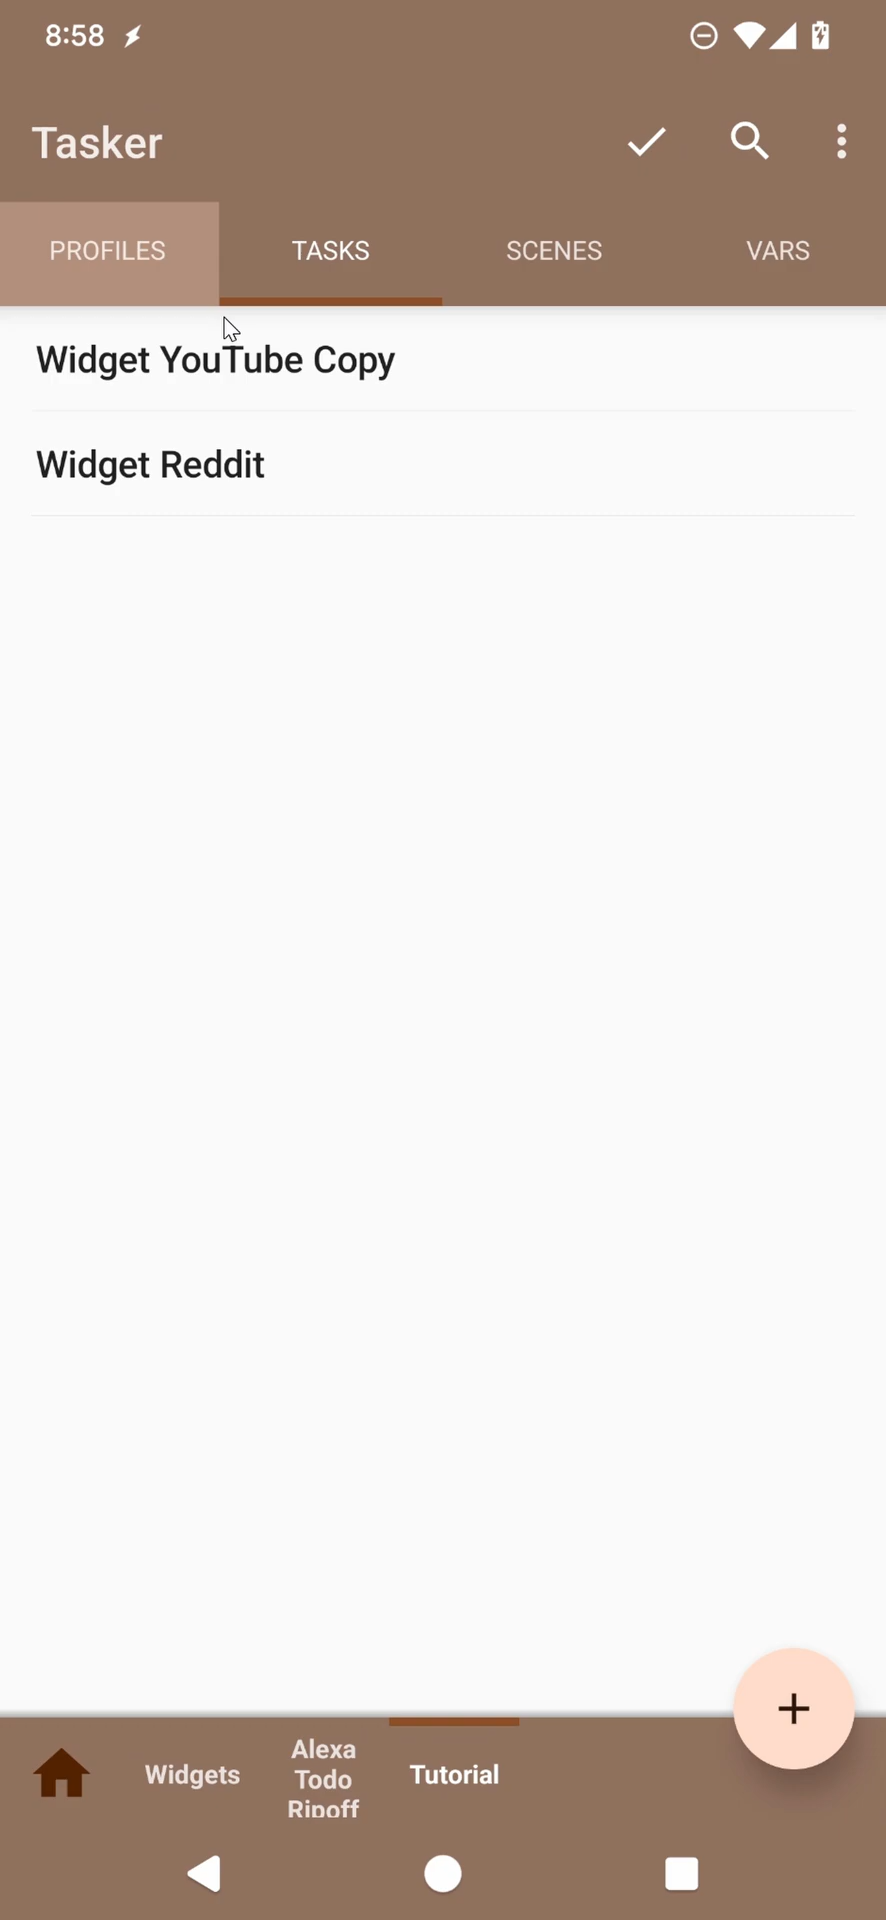 8:58
Tasker
PROFILES TASKS SCENES VARS
Widget YouTube Copy
Widget Reddit
Widgets
Alexa
Todo
Ripoff
Tutorial